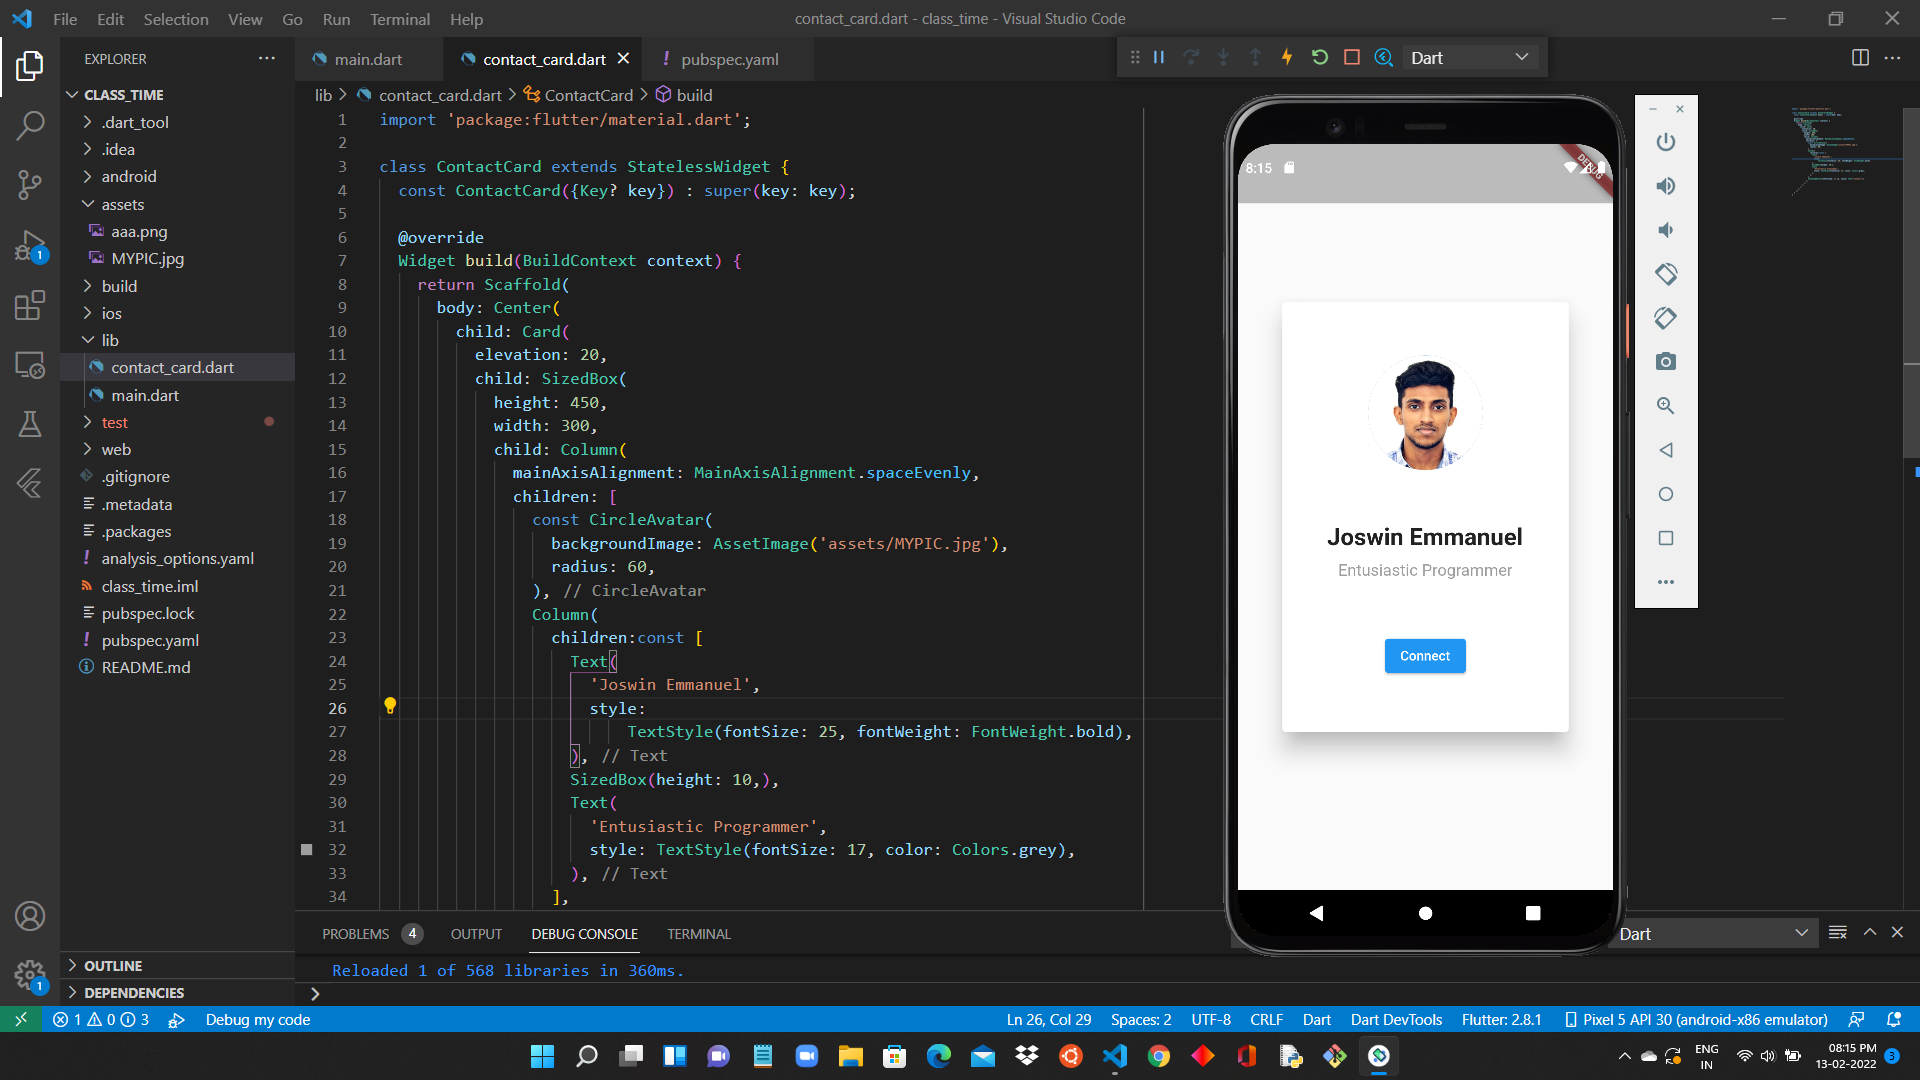 File Edit Selection View Go Run Terminal Help
contact_card.dart - class_time - Visual Studio Code
EXPLORER
main.dart
contact_card.dart
! pubspec.yaml
Dart
CLASS_TIME
.dart_tool
.idea
android
assets
aaa.png
MYPIC.jpg
build
ios
lib
contact_card.dart
main.dart
test
web
.gitignore
.metadata
.packages
! analysis_options.yaml
class_time.iml
pubspec.lock
! pubspec.yaml
README.md
OUTLINE
DEPENDENCIES
1
1
lib > contact_card.dart > ContactCard > build
1 import 'package:flutter/material.dart';
2
3 class ContactCard extends StatelessWidget {
4 const ContactCard({Key? key}) : super(key: key);
5
6 @override
7 Widget build(BuildContext context) {
8 return Scaffold(
9 body: Center(
10 child: Card(
11 elevation: 20,
12 child: SizedBox(
13 height: 450,
14 width: 300,
15 child: Column(
16 mainAxisAlignment: MainAxisAlignment.spaceEvenly,
17 children: [
18 const CircleAvatar(
19 backgroundImage: AssetImage('assets/MYPIC.jpg'),
20 radius: 60,
21 ), // CircleAvatar
22 Column(
23 children:const [
24 Text(
25 'Joswin Emmanuel',
26 style:
27 TextStyle(fontSize: 25, fontWeight: FontWeight.bold),
28 ), // Text
29 SizedBox(height: 10,),
30 Text(
31 'Entusiastic Programmer',
32 style: TextStyle(fontSize: 17, color: Colors.grey),
33 ), // Text
34 ],
8:15
DEBUG
Joswin Emmanuel
Entusiastic Programmer
Connect
PROBLEMS 4 OUTPUT DEBUG CONSOLE TERMINAL
Dart
Reloaded 1 of 568 libraries in 360ms.
>
1 0 3 Debug my code
Ln 26, Col 29 Spaces: 2 UTF-8 CRLF Dart Dart DevTools Flutter: 2.8.1 Pixel 5 API 30 (android-x86 emulator)
ENG
IN
08:15 PM
13-02-2022
3